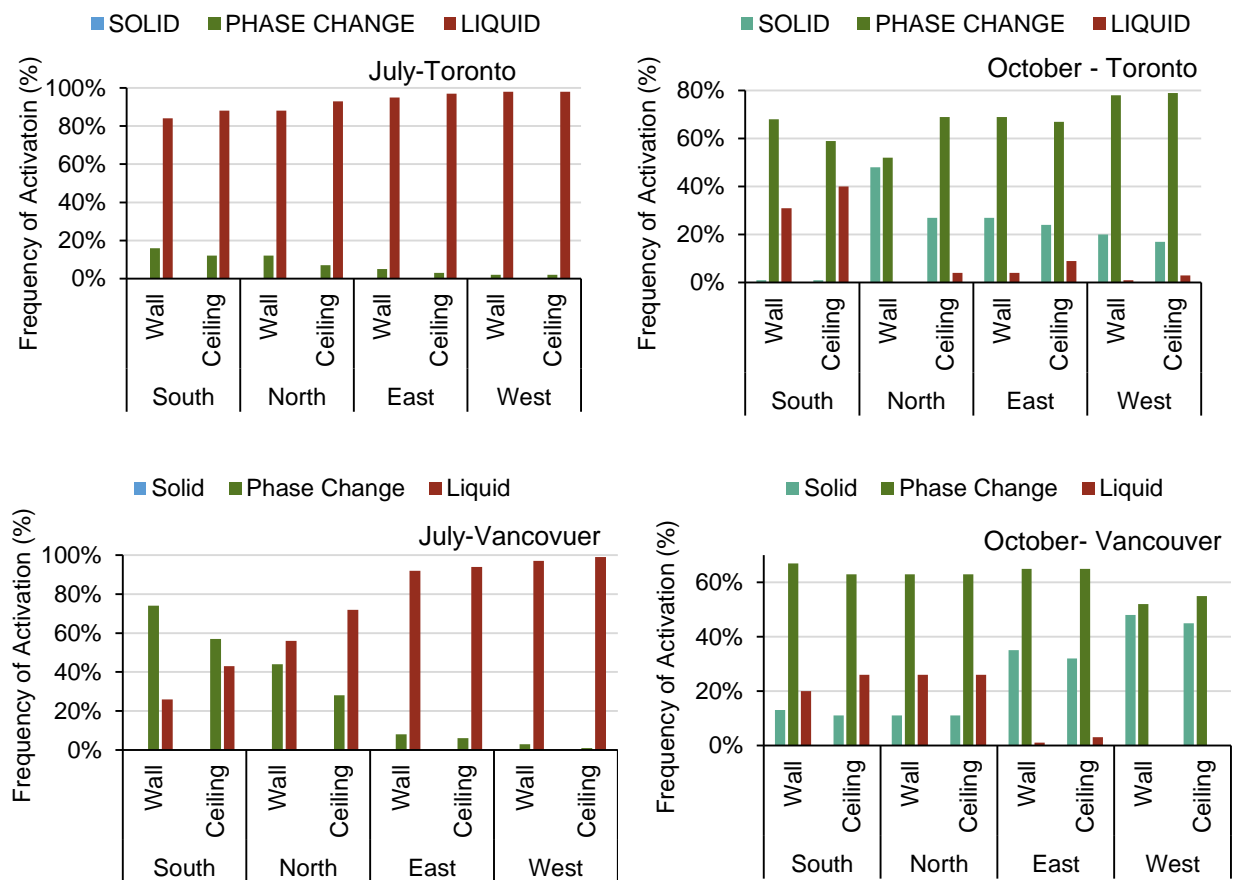 SOLID PHASE CHANGE LIQUID
July-Toronto
Frequency of Activatoin (%)
100%
80%
60%
40%
20%
0%
Wall Ceiling Wall Ceiling Wall Ceiling Wall Ceiling
South North East West
SOLID PHASE CHANGE LIQUID
October - Toronto
Frequency of Activation (%)
80%
60%
40%
20%
0%
Wall Ceiling Wall Ceiling Wall Ceiling Wall Ceiling
South North East West
Solid Phase Change Liquid
July-Vancovuer
Frequency of Activation (%)
100%
80%
60%
40%
20%
0%
Wall Ceiling Wall Ceiling Wall Ceiling Wall Ceiling
South North East West
Solid Phase Change Liquid
October- Vancouver
Frequency of Activation (%)
60%
40%
20%
0%
Wall Ceiling Wall Ceiling Wall Ceiling Wall Ceiling
South North East West